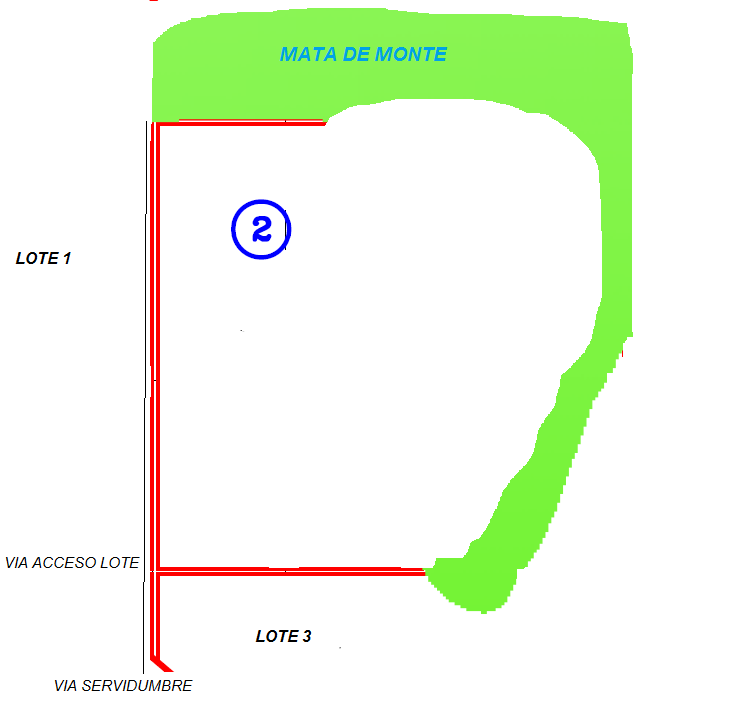 MATA DE MONTE
2
LOTE 1
VIA ACCESO LOTE
LOTE 3
VIA SERVIDUMBRE